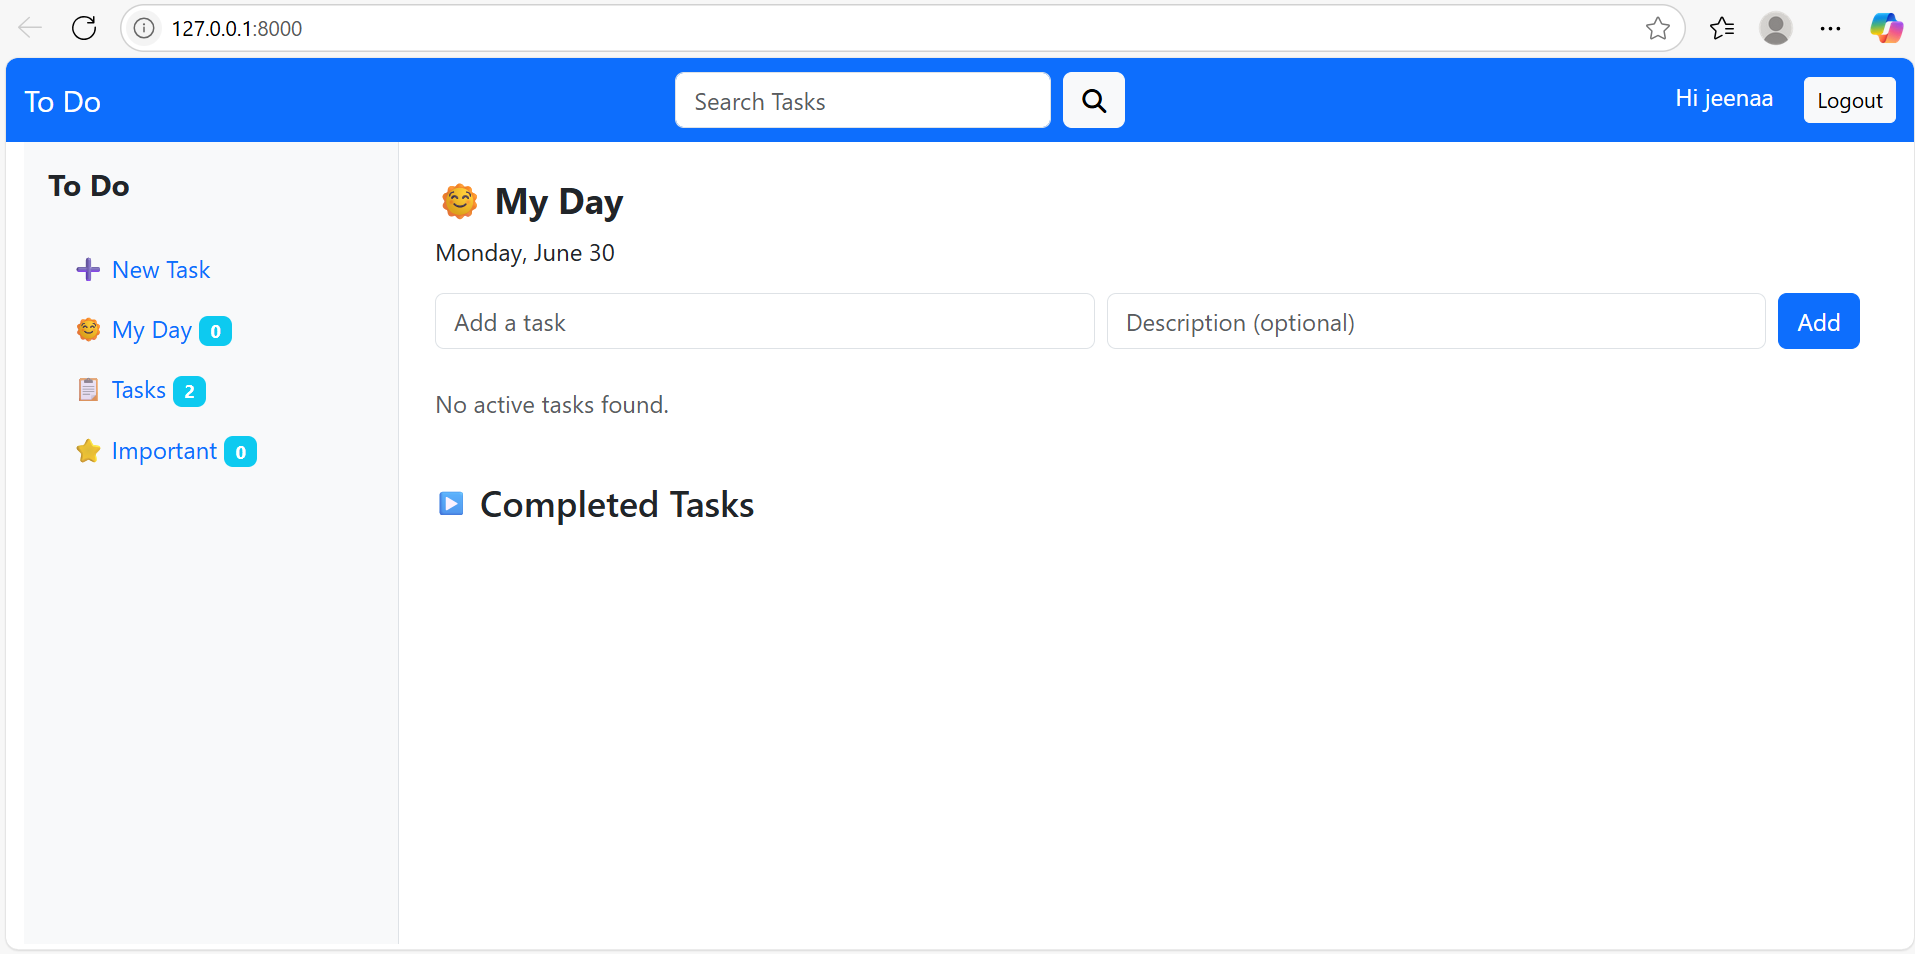 127.0.0.1:8000
To Do
Search Tasks
Hi jeenaa
Logout
To Do
New Task
My Day 0
Tasks 2
Important 0
My Day
Monday, June 30
Add a task
Description (optional)
Add
No active tasks found.
Completed Tasks